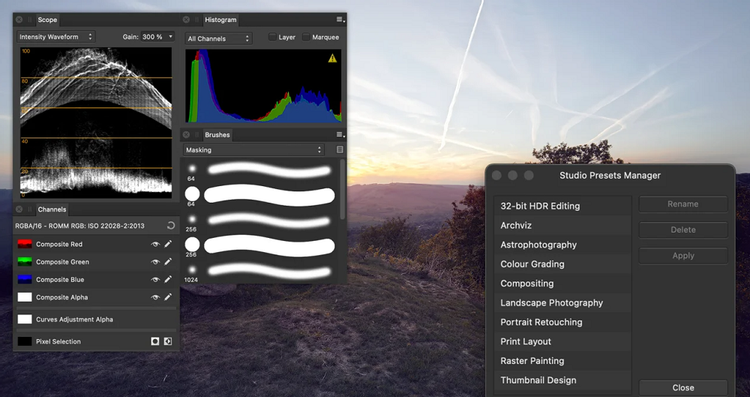 Scope
Intensity Waveform
Gain: 300 %
100
80
60
40
20
0
Histogram
All Channels
Layer
Marquee
Brushes
Masking
64
64
256
256
1024
Channels
RGBA/16 - ROMM RGB: ISO 22028-2:2013
Composite Red
Composite Green
Composite Blue
Composite Alpha
Curves Adjustment Alpha
Pixel Selection
Studio Presets Manager
32-bit HDR Editing
Archviz
Astrophotography
Colour Grading
Compositing
Landscape Photography
Portrait Retouching
Print Layout
Raster Painting
Thumbnail Design
Rename
Delete
Apply
Close